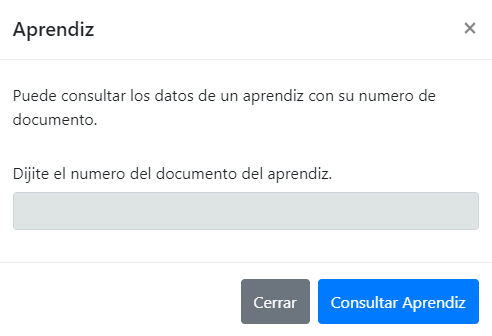 Aprendiz ×
Puede consultar los datos de un aprendiz con su numero de
documento.
Dijite el numero del documento del aprendiz.
Cerrar Consultar Aprendiz